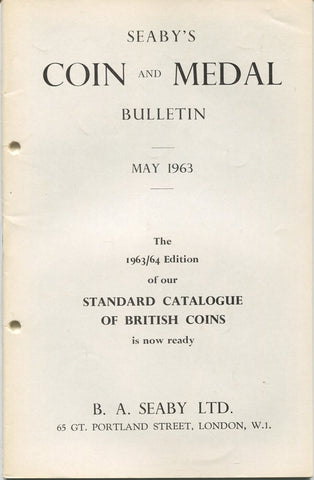 SEABY'S
COIN AND MEDAL
BULLETIN
MAY 1963
The
1963/64 Edition
of our
STANDARD CATALOGUE
OF BRITISH COINS
is now ready
B. A. SEABY LTD.
65 GT. PORTLAND STREET, LONDON, W.1.